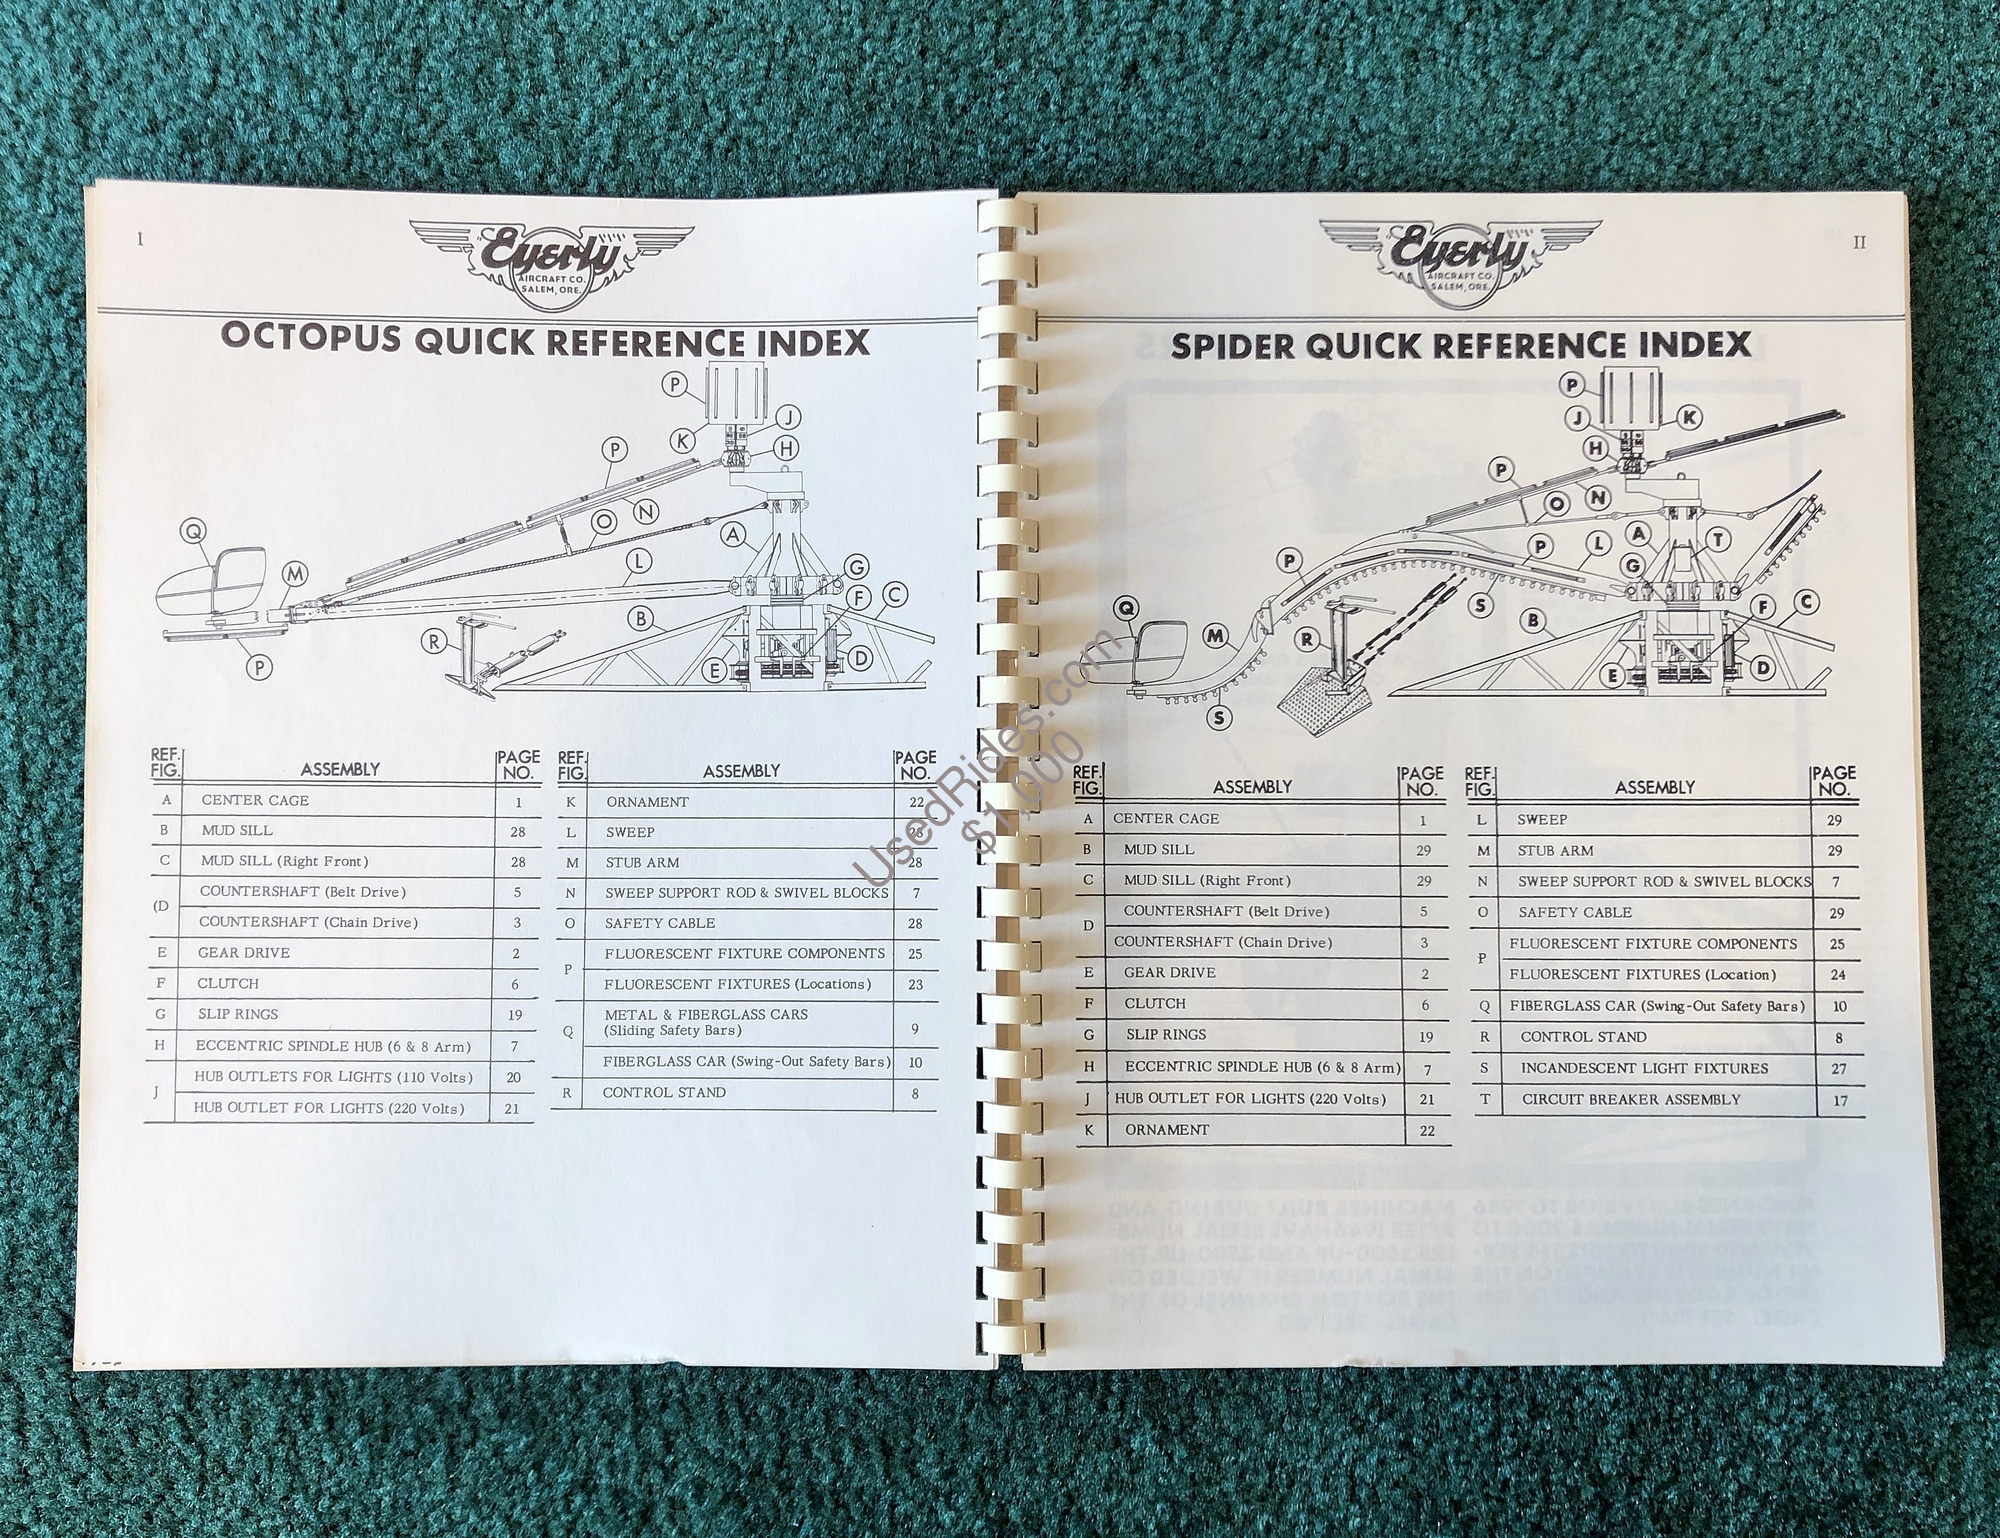 I
Eyerly
AIRCRAFT CO.
SALEM, ORE.
OCTOPUS QUICK REFERENCE INDEX
P
J
K
H
P
N
O
Q
A
M
L
G
F
C
B
R
E
D
P
REF. FIG. ASSEMBLY PAGE NO.
A CENTER CAGE 1
B MUD SILL 28
C MUD SILL (Right Front) 28
(D COUNTERSHAFT (Belt Drive) 5
COUNTERSHAFT (Chain Drive) 3
E GEAR DRIVE 2
F CLUTCH 6
G SLIP RINGS 19
H ECCENTRIC SPINDLE HUB (6 & 8 Arm) 7
J HUB OUTLETS FOR LIGHTS (110 Volts) 20
HUB OUTLET FOR LIGHTS (220 Volts) 21
REF. FIG. ASSEMBLY PAGE NO.
K ORNAMENT 22
L SWEEP 28
M STUB ARM 28
N SWEEP SUPPORT ROD & SWIVEL BLOCKS 7
O SAFETY CABLE 28
P FLUORESCENT FIXTURE COMPONENTS 25
FLUORESCENT FIXTURES (Locations) 23
Q METAL & FIBERGLASS CARS
(Sliding Safety Bars) 9
FIBERGLASS CAR (Swing-Out Safety Bars) 10
R CONTROL STAND 8
II
Eyerly
AIRCRAFT CO.
SALEM, ORE.
SPIDER QUICK REFERENCE INDEX
P
J
K
H
P
N
O
A
T
L
P
P
G
Q
S
F
C
M
R
B
E
D
S
REF. FIG. ASSEMBLY PAGE NO.
A CENTER CAGE 1
B MUD SILL 29
C MUD SILL (Right Front) 29
D COUNTERSHAFT (Belt Drive) 5
COUNTERSHAFT (Chain Drive) 3
E GEAR DRIVE 2
F CLUTCH 6
G SLIP RINGS 19
H ECCENTRIC SPINDLE HUB (6 & 8 Arm) 7
J HUB OUTLET FOR LIGHTS (220 Volts) 21
K ORNAMENT 22
REF. FIG. ASSEMBLY PAGE NO.
L SWEEP 29
M STUB ARM 29
N SWEEP SUPPORT ROD & SWIVEL BLOCKS 7
O SAFETY CABLE 29
P FLUORESCENT FIXTURE COMPONENTS 25
FLUORESCENT FIXTURES (Location) 24
Q FIBERGLASS CAR (Swing-Out Safety Bars) 10
R CONTROL STAND 8
S INCANDESCENT LIGHT FIXTURES 27
T CIRCUIT BREAKER ASSEMBLY 17
UsedRides.com
$1,000